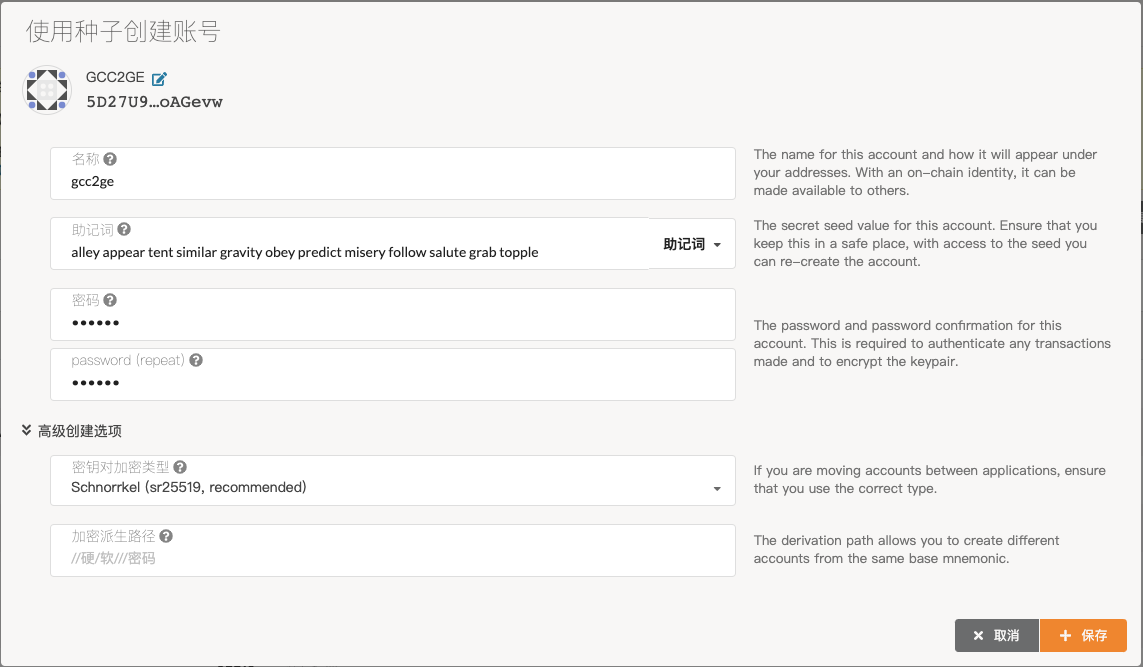 使用种子创建账号
GCC2GE
5D27U9…oAGevw
名称
gcc2ge
The name for this account and how it will appear under
your addresses. With an on-chain identity, it can be
made available to others.
助记词
alley appear tent similar gravity obey predict misery follow salute grab topple
助记词
The secret seed value for this account. Ensure that you
keep this in a safe place, with access to the seed you
can re-create the account.
密码
••••••
password (repeat)
••••••
The password and password confirmation for this
account. This is required to authenticate any transactions
made and to encrypt the keypair.
高级创建选项
密钥对加密类型
Schnorrkel (sr25519, recommended)
If you are moving accounts between applications, ensure
that you use the correct type.
加密派生路径
//硬/软///密码
The derivation path allows you to create different
accounts from the same base mnemonic.
取消
保存